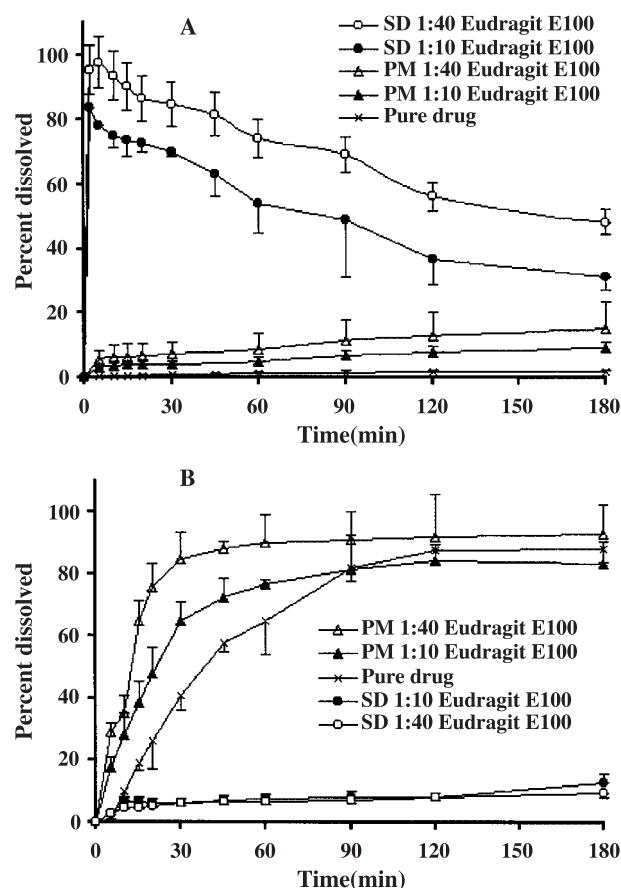 A
SD 1:40 Eudragit E100
SD 1:10 Eudragit E100
PM 1:40 Eudragit E100
PM 1:10 Eudragit E100
Pure drug
Percent dissolved
100
80
60
40
20
0
0 30 60 90 120 150 180
Time(min)
B
PM 1:40 Eudragit E100
PM 1:10 Eudragit E100
Pure drug
SD 1:10 Eudragit E100
SD 1:40 Eudragit E100
Percent dissolved
100
80
60
40
20
0
0 30 60 90 120 150 180
Time(min)